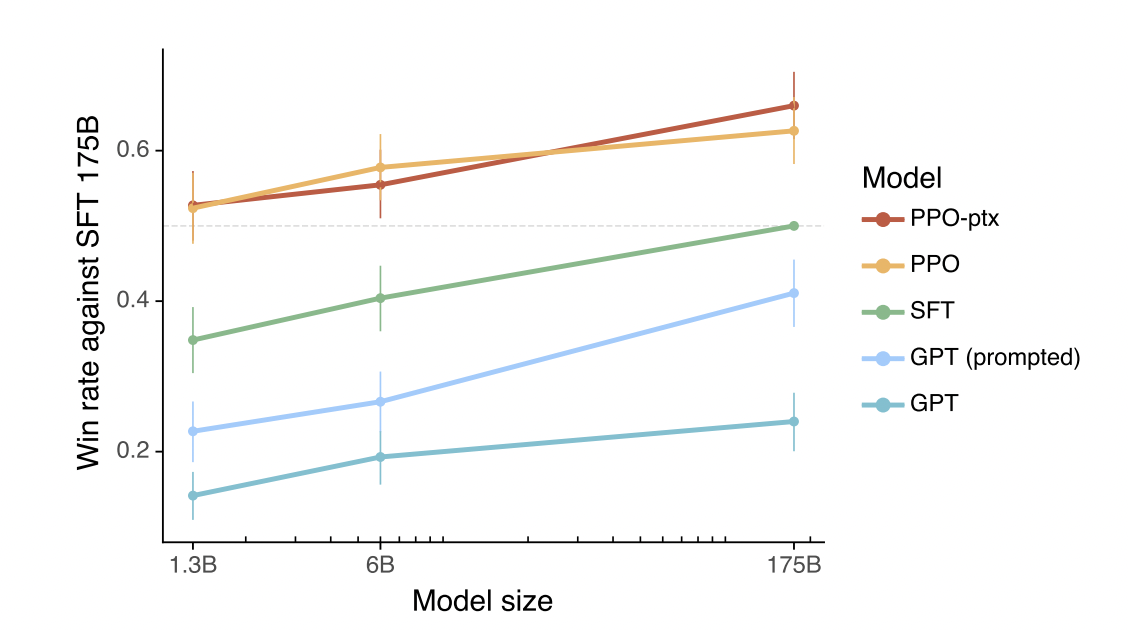 Win rate against SFT 175B
0.6
0.4
0.2
1.3B
6B
175B
Model size
Model
PPO-ptx
PPO
SFT
GPT (prompted)
GPT